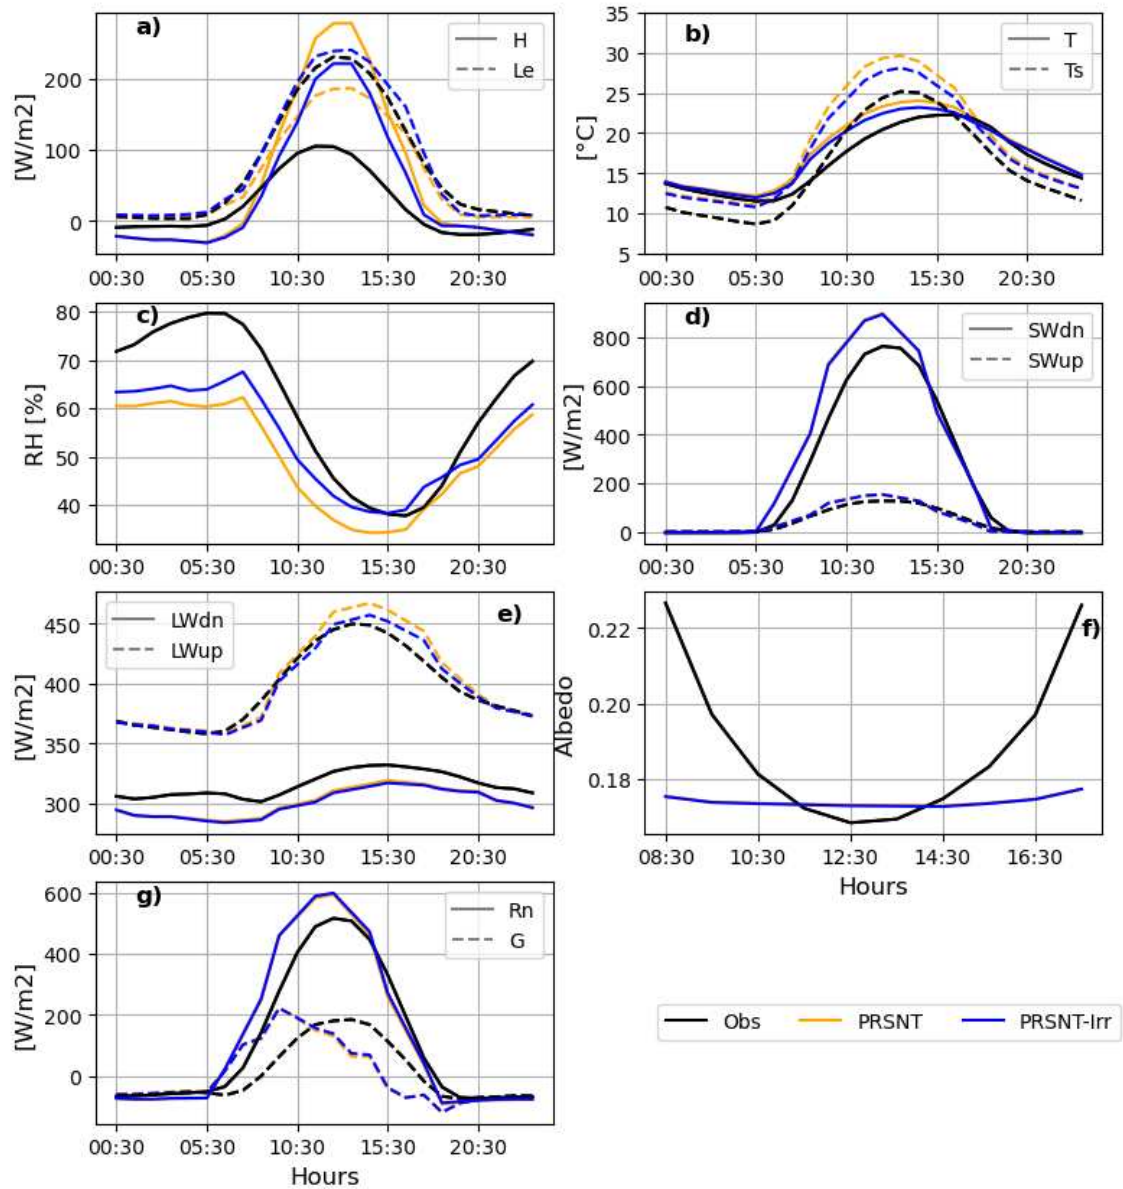 a)
H
Le
[W/m2]
200
100
0
00:30 05:30 10:30 15:30 20:30
b)
T
Ts
[°C]
35
30
25
20
15
10
5
00:30 05:30 10:30 15:30 20:30
c)
RH [%]
80
70
60
50
40
00:30 05:30 10:30 15:30 20:30
d)
SWdn
SWup
[W/m2]
800
600
400
200
0
00:30 05:30 10:30 15:30 20:30
e)
LWdn
LWup
[W/m2]
450
400
350
300
00:30 05:30 10:30 15:30 20:30
f)
Albedo
0.22
0.20
0.18
08:30 10:30 12:30 14:30 16:30
Hours
g)
Rn
G
[W/m2]
600
400
200
0
00:30 05:30 10:30 15:30 20:30
Hours
Obs PRSNT PRSNT-Irr